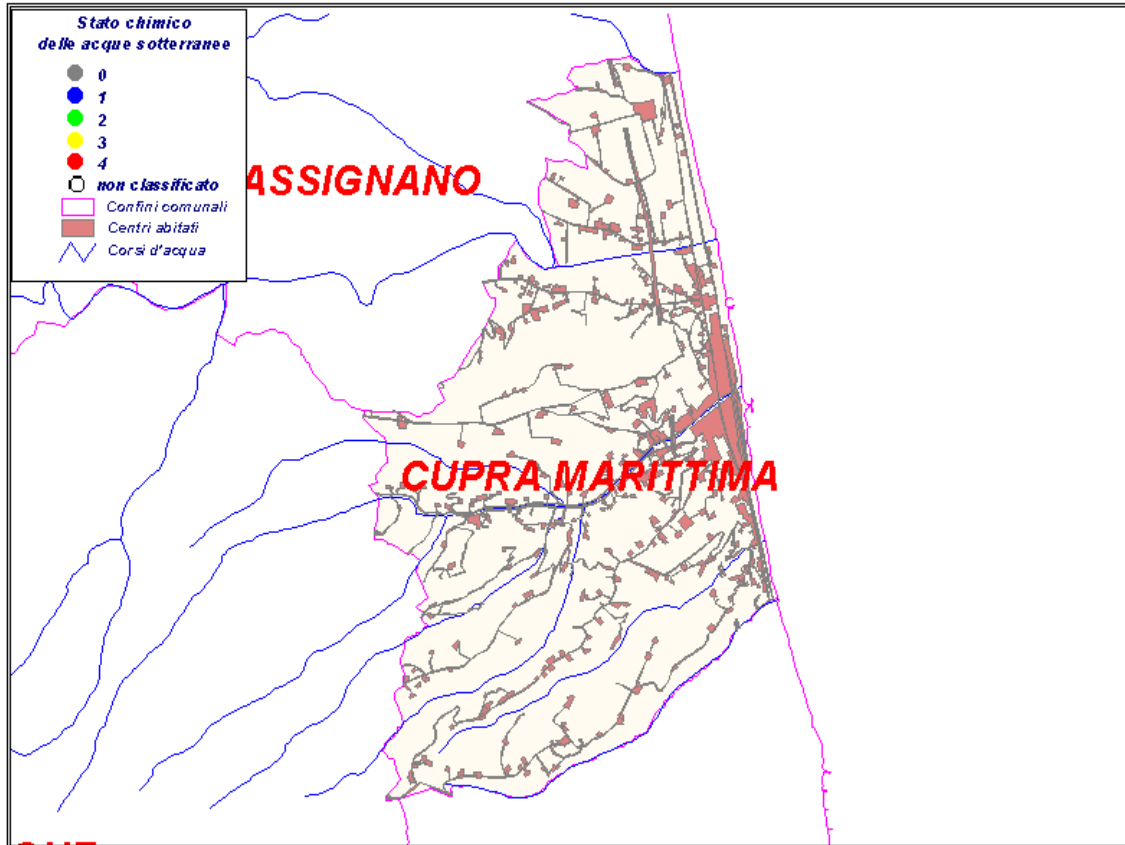 Stato chimico
delle acque sotterranee
0
1
2
3
4
non classificato
Confini comunali
Centri abitati
Corsi d'acqua
ASSIGNANO
CUPRA MARITTIMA